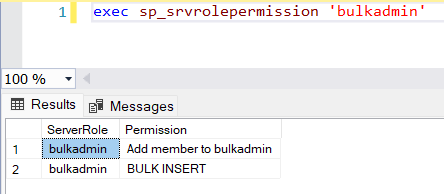 1 exec sp_srvrolepermission 'bulkadmin'
100 %
Results Messages
ServerRole Permission
1 bulkadmin Add member to bulkadmin
2 bulkadmin BULK INSERT